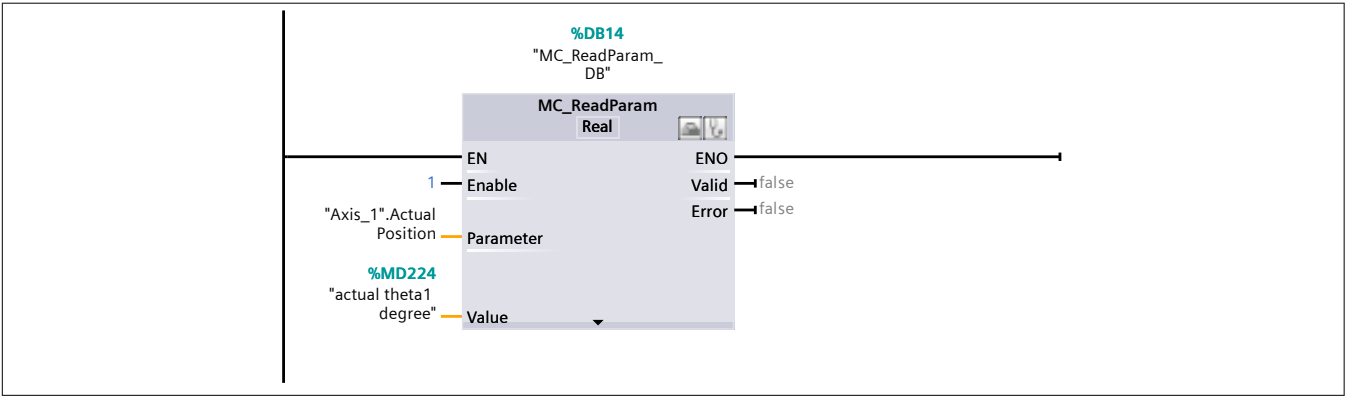 %DB14
"MC_ReadParam_
DB"
MC_ReadParam
Real
EN
ENO
1
Enable
Valid
false
Error
false
"Axis_1".Actual
Position
Parameter
%MD224
"actual theta1
degree"
Value